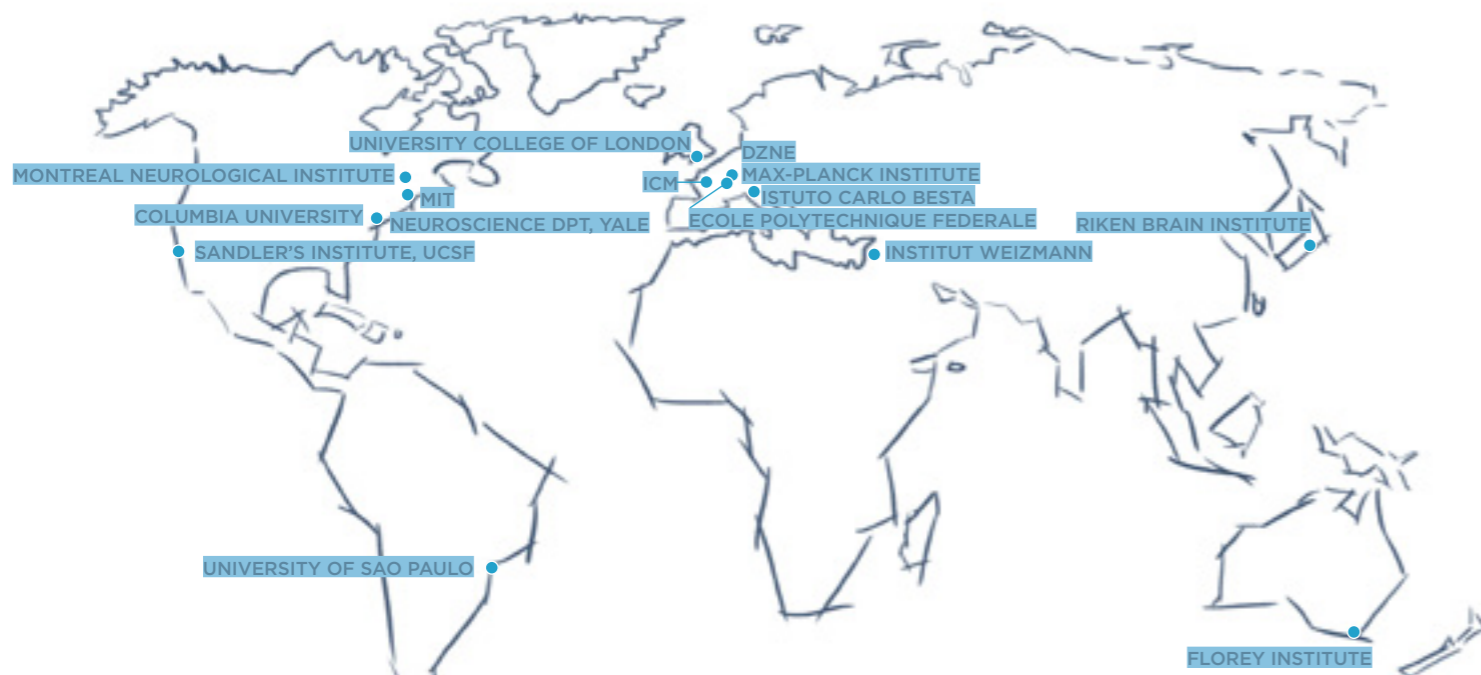 UNIVERSITY COLLEGE OF LONDON
DZNE
MONTREAL NEUROLOGICAL INSTITUTE
ICM
MAX-PLANCK INSTITUTE
MIT
ISTUTO CARLO BESTA
COLUMBIA UNIVERSITY
NEUROSCIENCE DPT, YALE
ECOLE POLYTECHNIQUE FEDERALE
RIKEN BRAIN INSTITUTE
SANDLER'S INSTITUTE, UCSF
INSTITUT WEIZMANN
UNIVERSITY OF SAO PAULO
FLOREY INSTITUTE